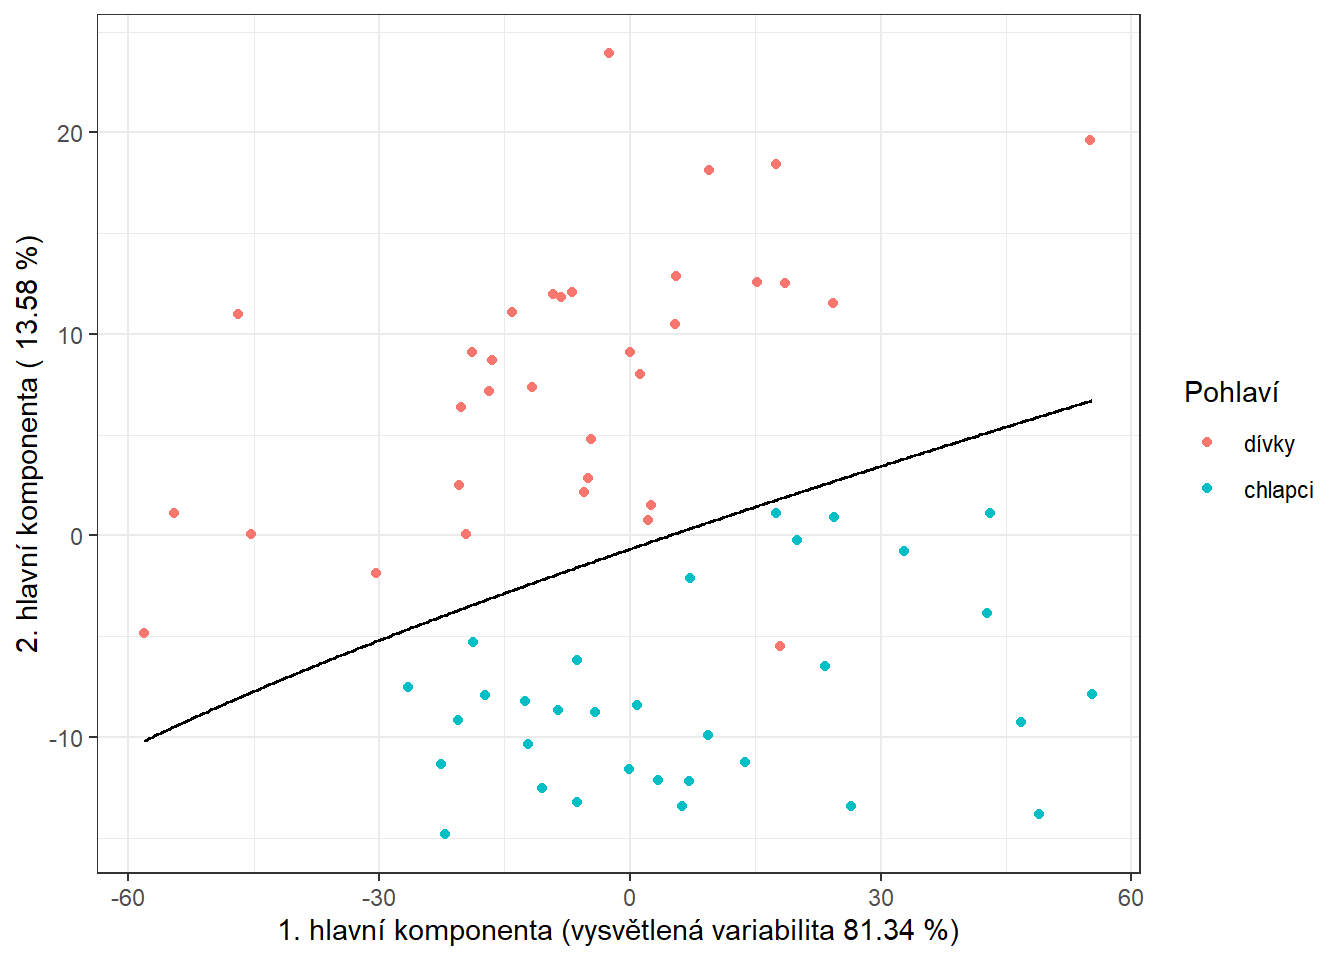 20
10
0
-10
-60
-30
0
30
60
1. hlavní komponenta (vysvětlená variabilita 81.34 %)
2. hlavní komponenta ( 13.58 %)
Pohlaví
dívky
chlapci